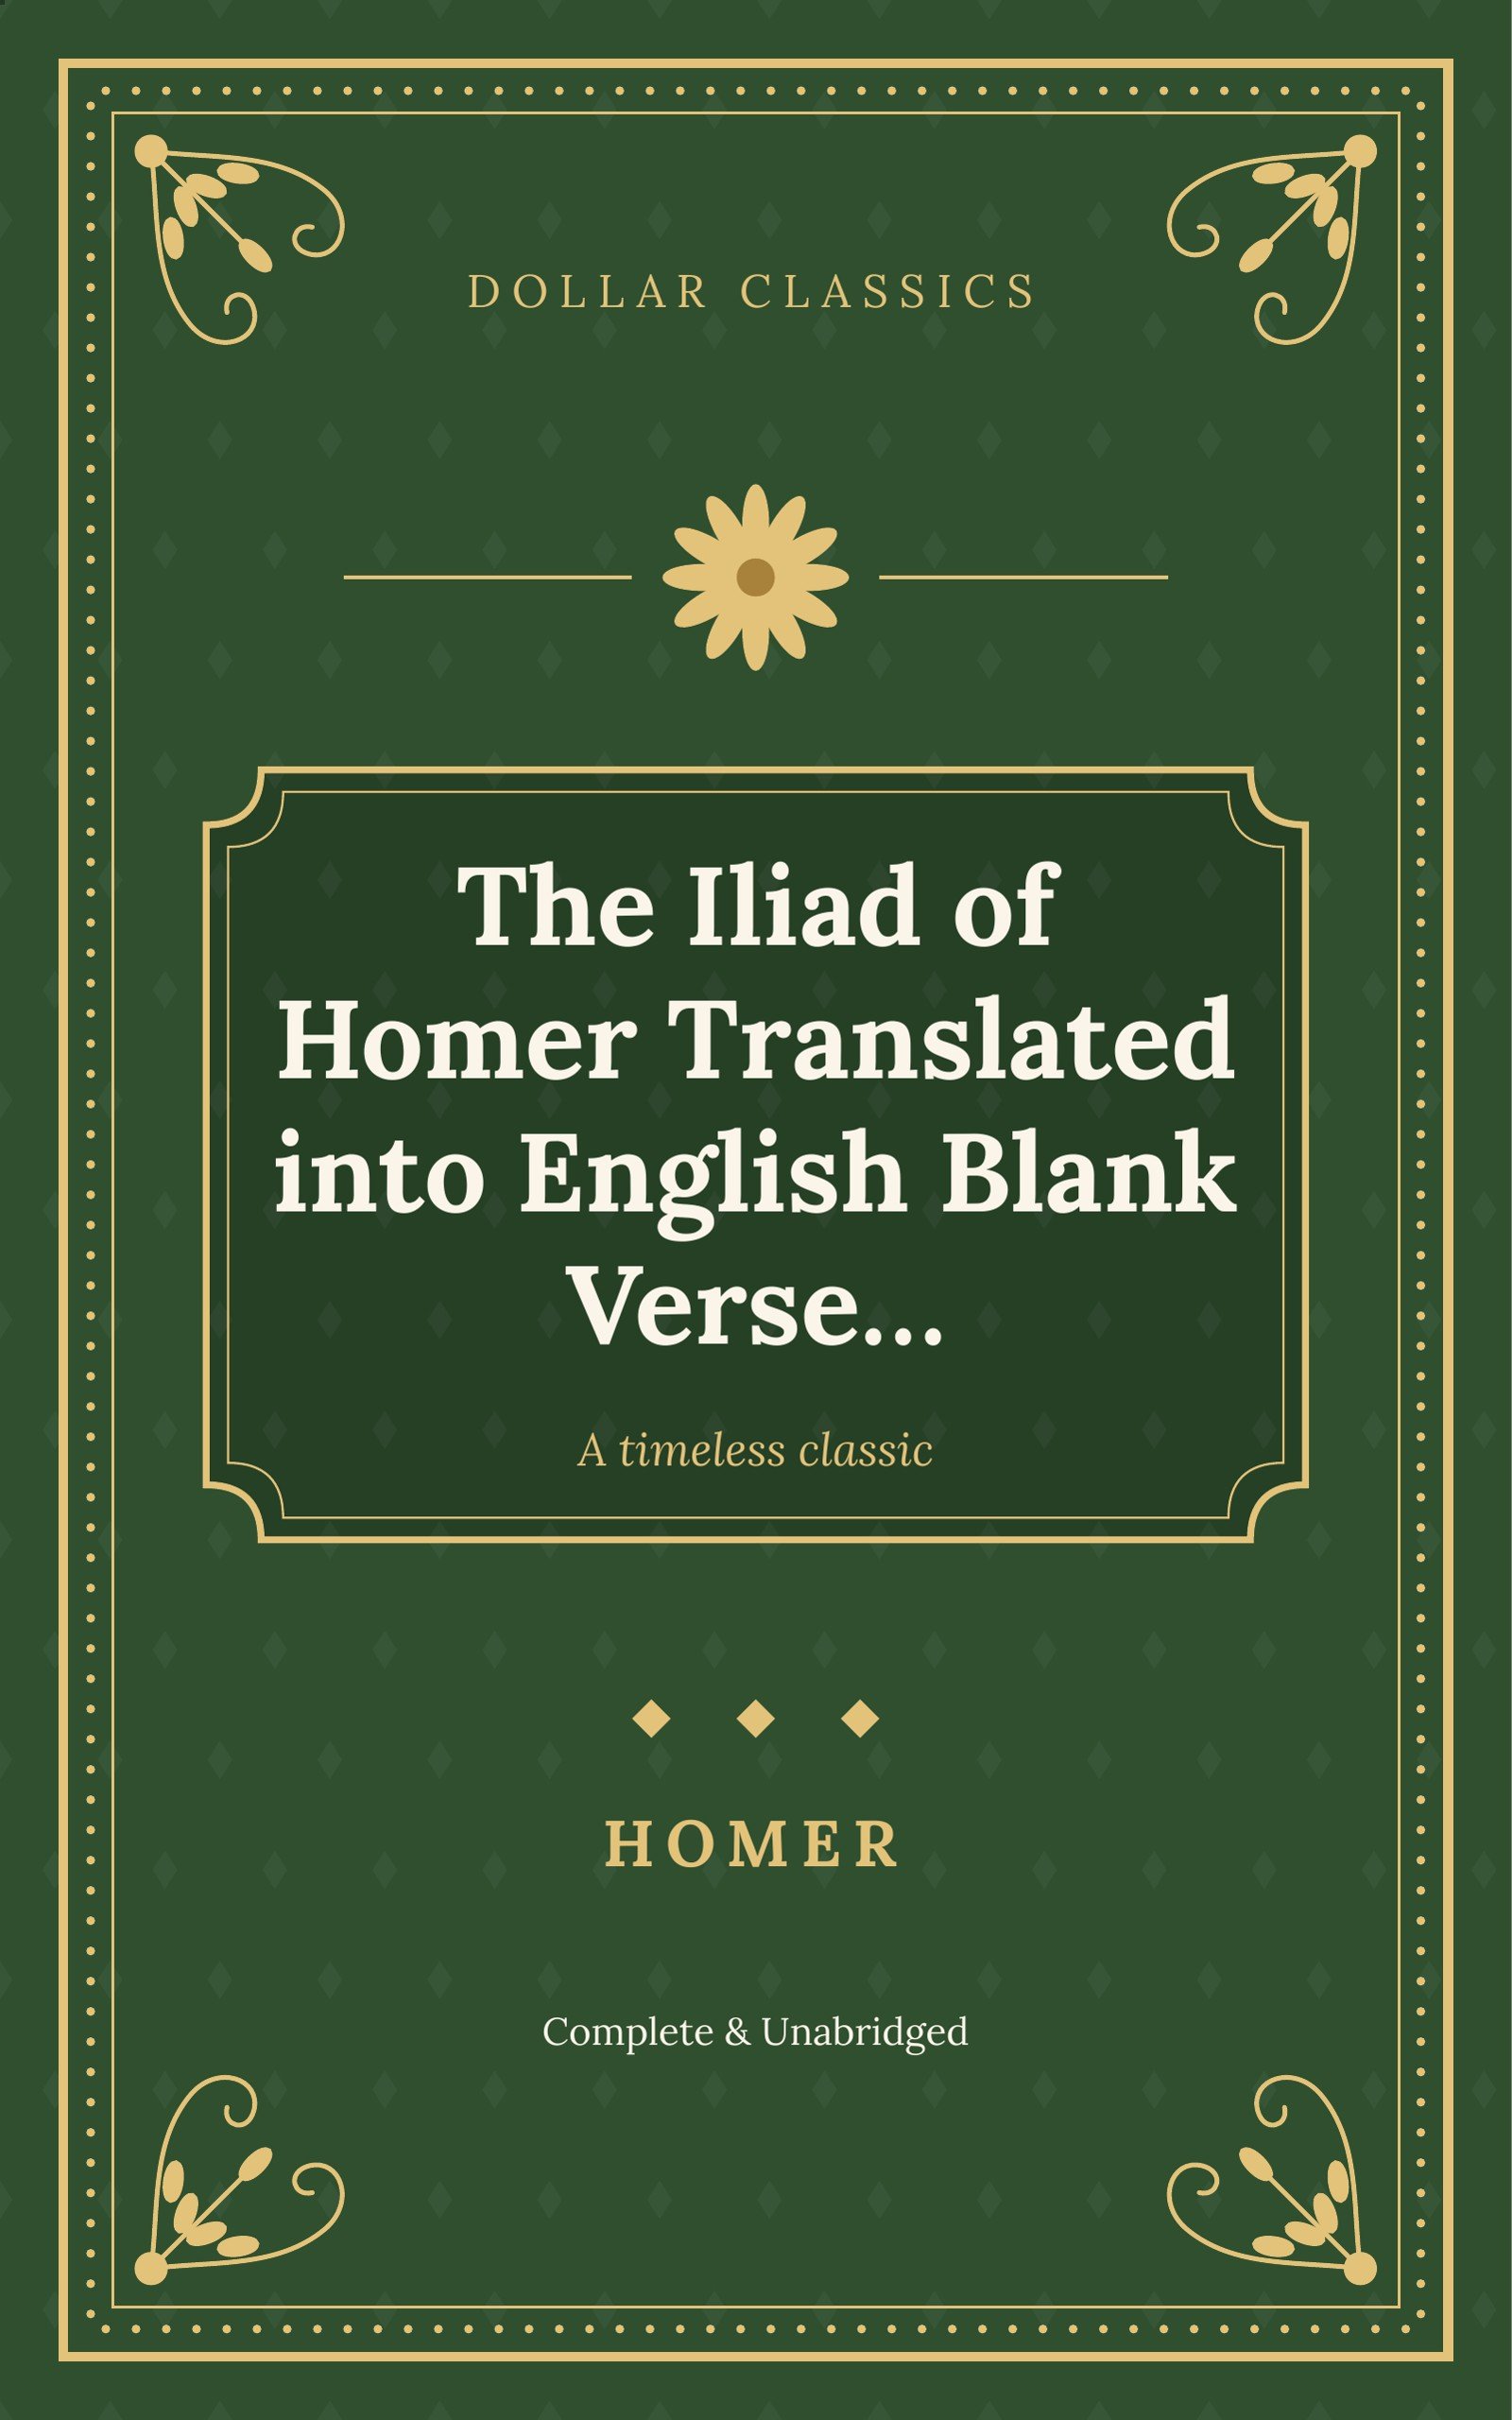 DOLLAR CLASSICS
The Iliad of
Homer Translated
into English Blank
Verse...
A timeless classic
HOMER
Complete & Unabridged